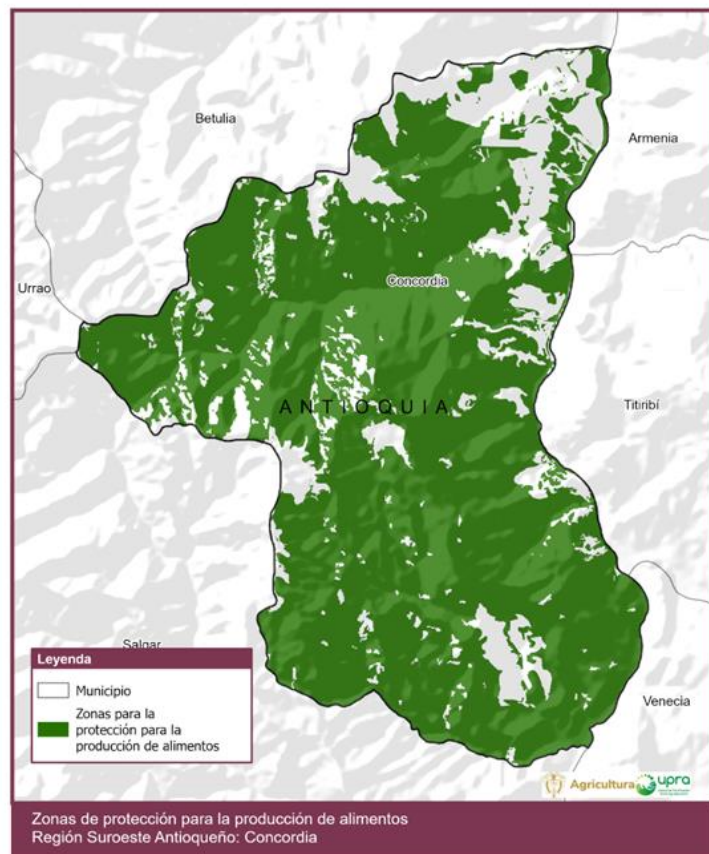 Betulia
Armenia
Urrao
Concordia
ANTIOQUIA
Titiribí
Salgar
Venecia
Leyenda
Municipio
Zonas para la
protección para la
producción de alimentos
Agricultura upra
Zonas de protección para la producción de alimentos
Región Suroeste Antioqueño: Concordia